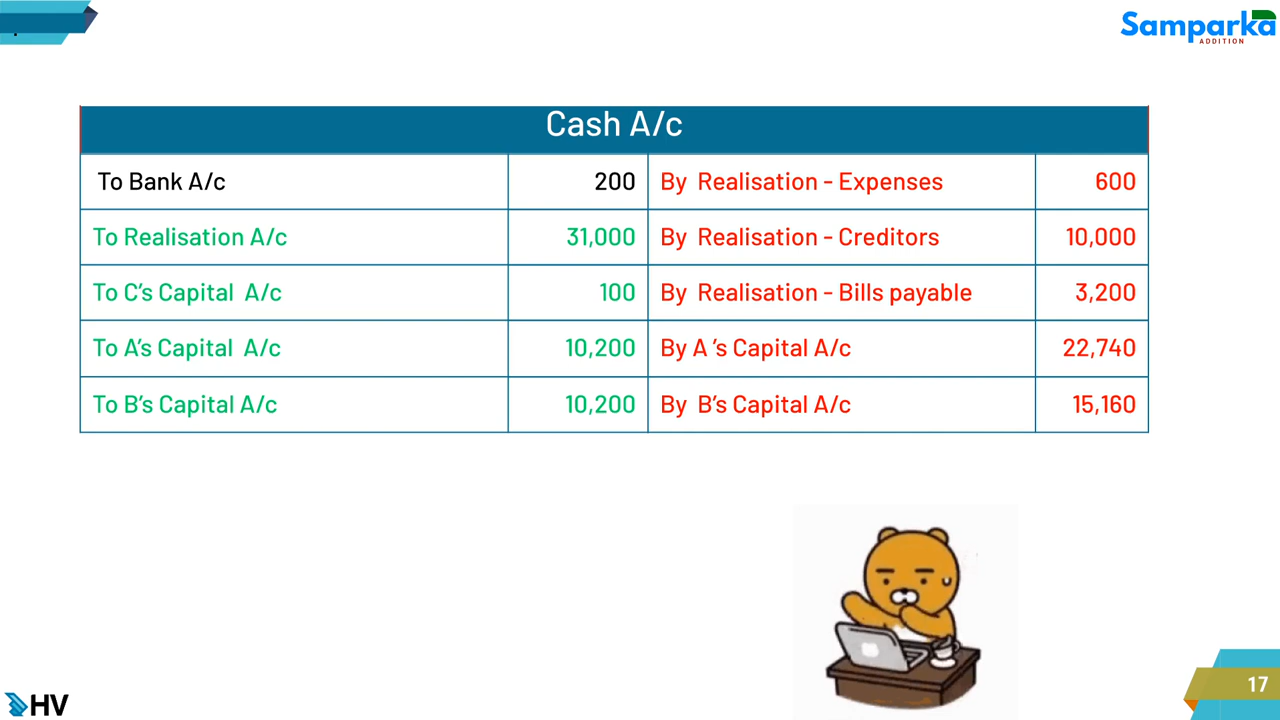 Samparka
ADDITION
Cash A/c
To Bank A/c 200 By Realisation - Expenses 600
To Realisation A/c 31,000 By Realisation - Creditors 10,000
To C's Capital A/c 100 By Realisation - Bills payable 3,200
To A's Capital A/c 10,200 By A 's Capital A/c 22,740
To B's Capital A/c 10,200 By B's Capital A/c 15,160
17
HV